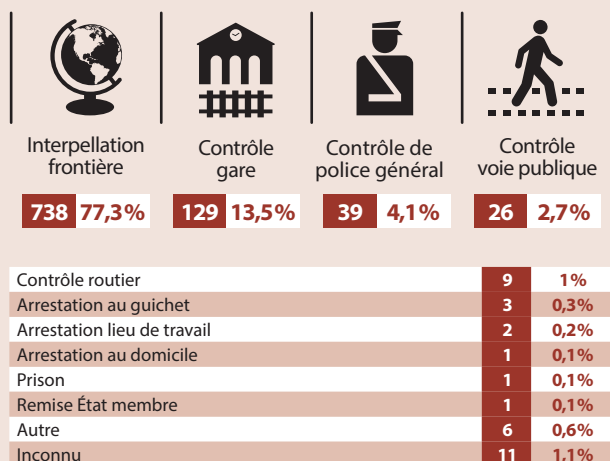 Interpellation
frontière
738 77,3%
Contrôle
gare
129 13,5%
Contrôle de
police général
39 4,1%
Contrôle
voie publique
26 2,7%
Contrôle routier 9 1%
Arrestation au guichet 3 0,3%
Arrestation lieu de travail 2 0,2%
Arrestation au domicile 1 0,1%
Prison 1 0,1%
Remise État membre 1 0,1%
Autre 6 0,6%
Inconnu 11 1,1%